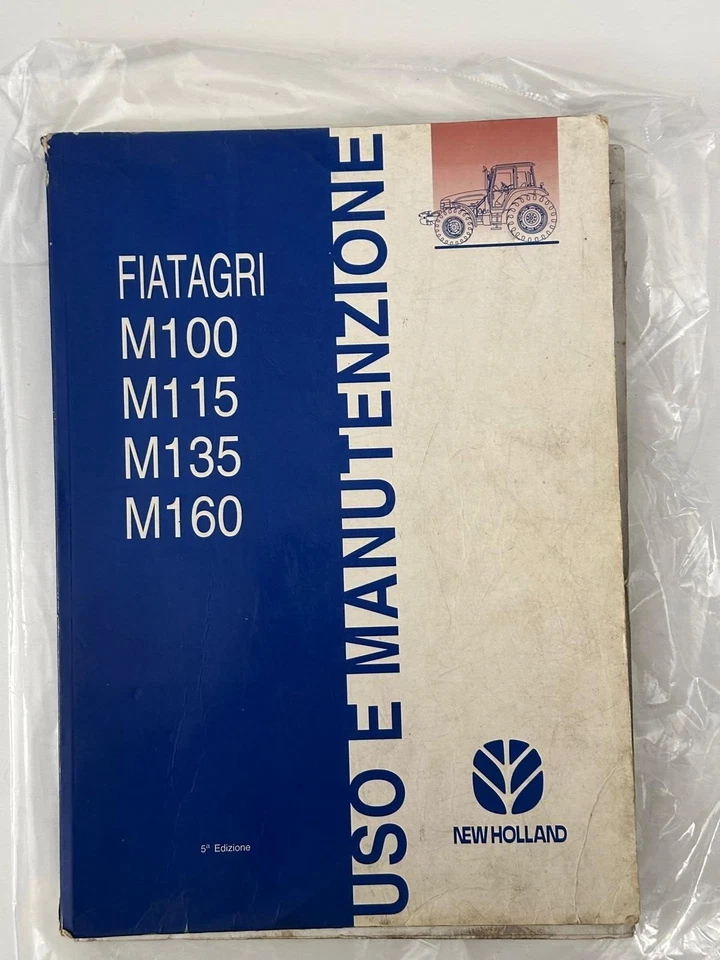 FIATAGRI
M100
M115
M135
M160
5ª Edizione
USO E MANUTENZIONE
NEW HOLLAND